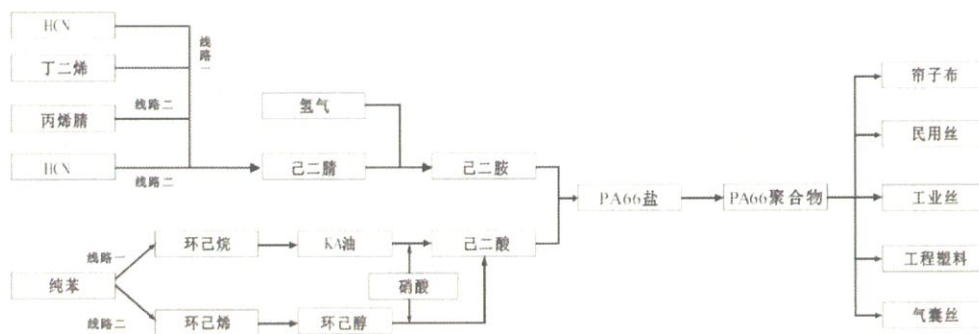 HCN
线路一
丁二烯
线路二
丙烯腈
氢气
HCN
线路二
己二腈
己二胺
PA66盐
PA66聚合物
帘子布
民用丝
工业丝
工程塑料
气囊丝
线路一
环己烷
KA油
己二酸
纯苯
硝酸
线路二
环己烯
环己醇